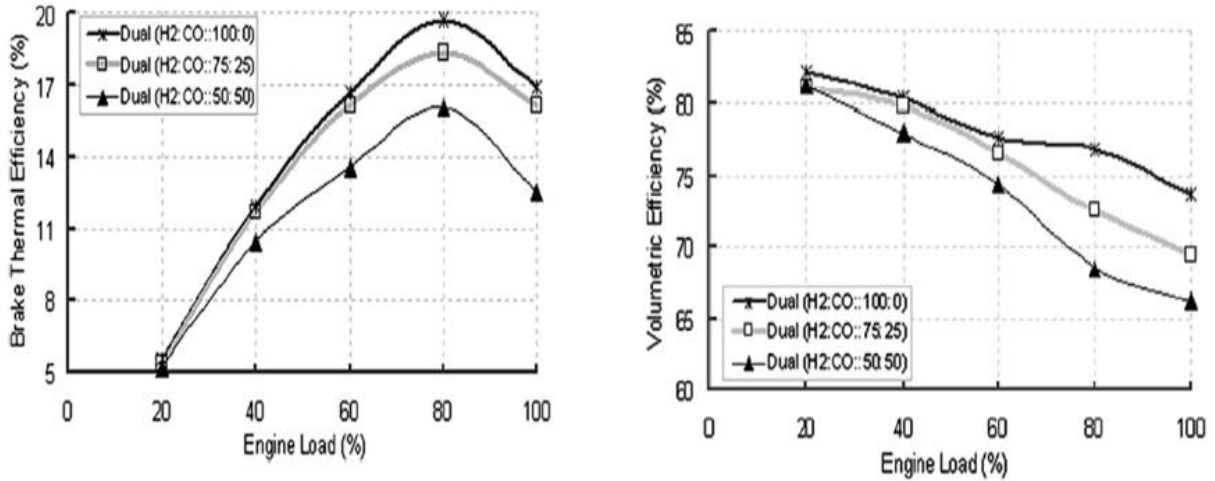 Brake Thermal Efficiency (%)
20
17
14
11
8
5
Dual (H2:CO::100:0)
Dual (H2:CO::75:25)
Dual (H2:CO::50:50)
0 20 40 60 80 100
Engine Load (%)
Volumetric Efficiency (%)
85
80
75
70
65
60
Dual (H2:CO::100:0)
Dual (H2:CO::75:25)
Dual (H2:CO::50:50)
0 20 40 60 80 100
Engine Load (%)